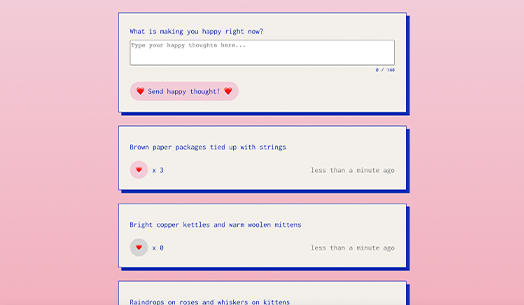 What is making you happy right now?
Type your happy thoughts here...
0 / 140
Send happy thought!
Brown paper packages tied up with strings
x 3
less than a minute ago
Bright copper kettles and warm woolen mittens
x 0
less than a minute ago
Raindrops on roses and whiskers on kittens